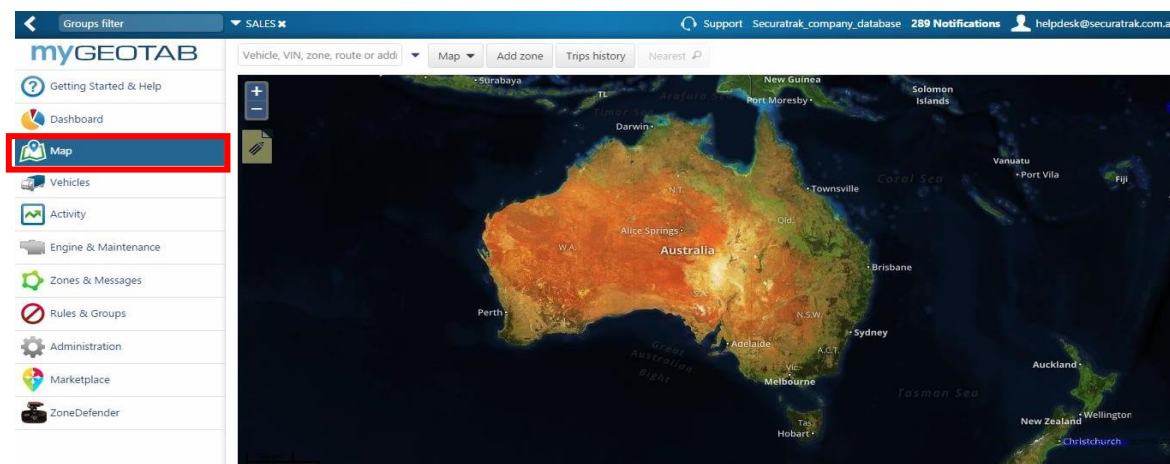 Groups filter
SALES
Support Securatrak_company_database 289 Notifications helpdesk@securatrak.com.a
myGEOTAB
Getting Started & Help
Dashboard
Map
Vehicles
Activity
Engine & Maintenance
Zones & Messages
Rules & Groups
Administration
Marketplace
ZoneDefender
Vehicle, VIN, zone, route or addi
Map
Add zone
Trips history
Nearest
+
−
Surabaya
TL
Arafura Sea
New Guinea
Port Moresby
Solomon
Islands
Timor Sea
Darwin
Vanuatu
Port Vila
Fiji
Coral Sea
Townsville
N.T.
Qld.
Alice Springs
W.A.
Australia
Brisbane
S.A.
Perth
N.S.W.
Sydney
Great
Australian
Bight
Adelaide
A.C.T.
Vic.
Melbourne
Auckland
Tasman Sea
Tas.
Hobart
Wellington
New Zealand
Christchurch